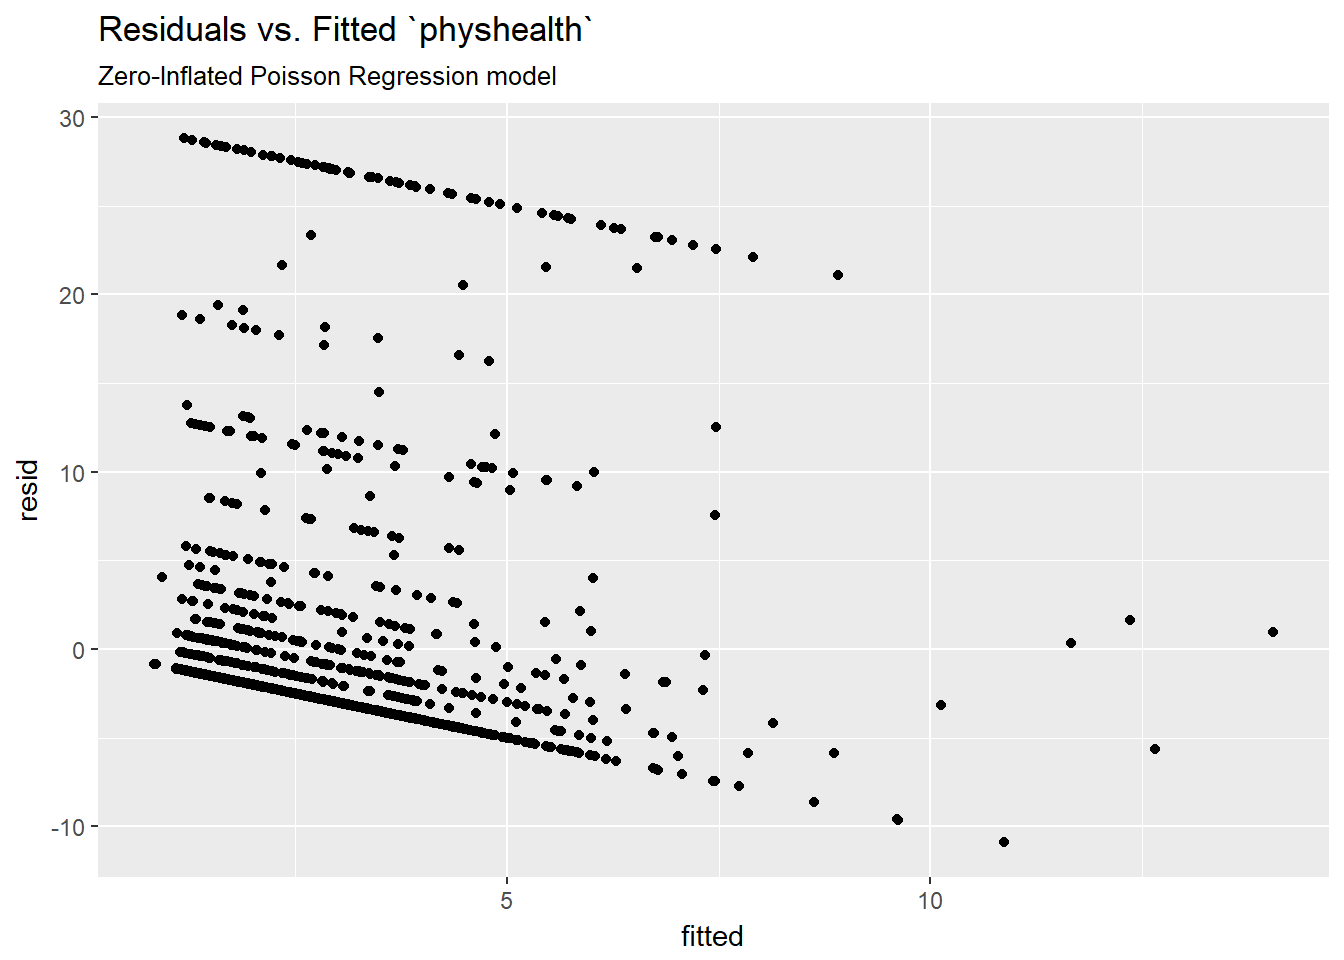 Residuals vs. Fitted `physhealth`
Zero-Inflated Poisson Regression model
30
20
10
0
-10
resid
5
10
fitted